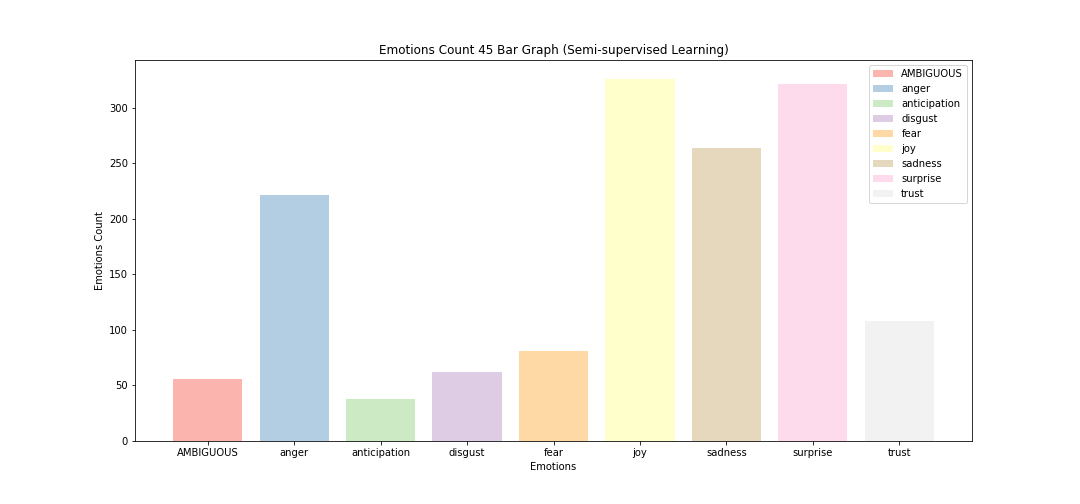 Emotions Count 45 Bar Graph (Semi-supervised Learning)
AMBIGUOUS
anger
anticipation
disgust
fear
joy
sadness
surprise
trust
300
250
200
150
100
50
0
Emotions Count
AMBIGUOUS anger anticipation disgust fear joy sadness surprise trust
Emotions